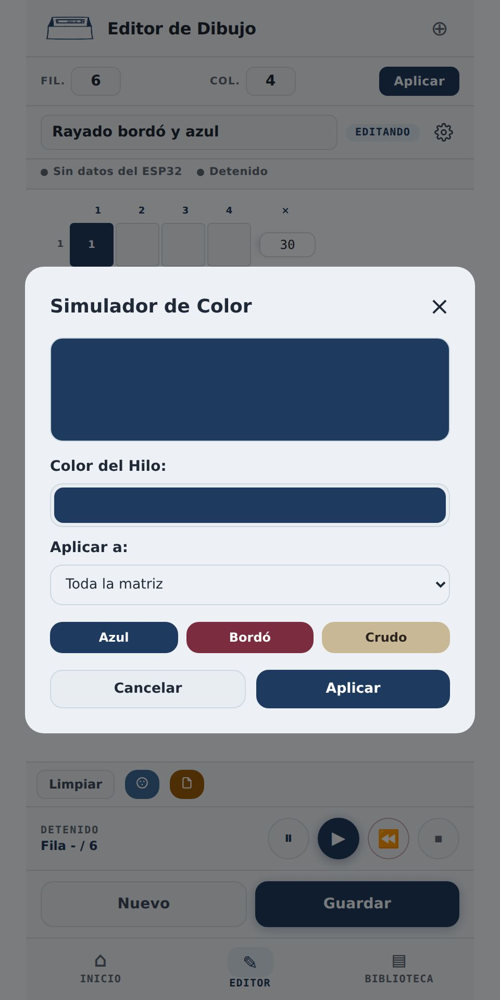 Editor de Dibujo
FIL. 6 COL. 4 Aplicar
Rayado bordó y azul EDITANDO
Sin datos del ESP32 Detenido
1 2 3 4 ×
1 1 30
Simulador de Color
Color del Hilo:
Aplicar a:
Toda la matriz
Azul Bordó Crudo
Cancelar Aplicar
Limpiar
DETENIDO
Fila - / 6
Nuevo Guardar
INICIO EDITOR BIBLIOTECA